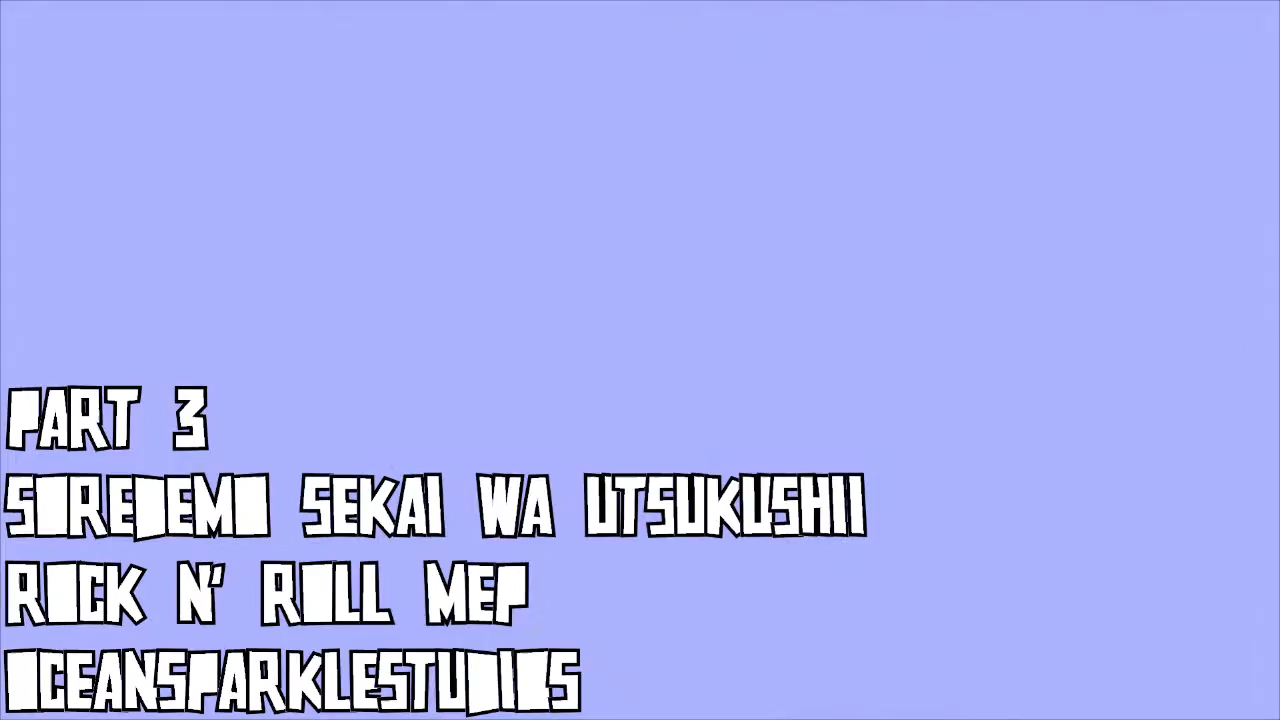 PART 3
SOREDEMO SEKAI WA UTSUKUSHII
ROCK N' ROLL MEP
OCEANSPARKLESTUDIOS